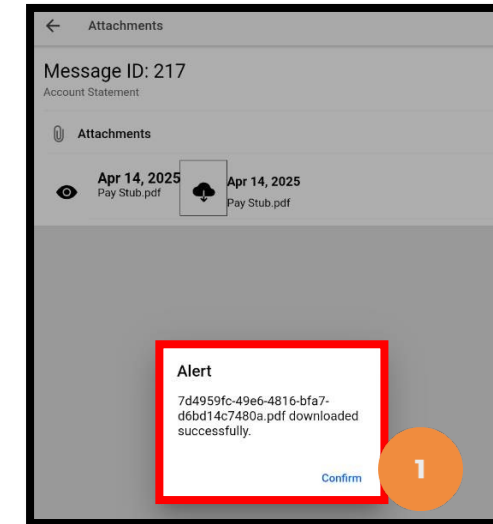 Attachments
Message ID: 217
Account Statement
Attachments
Apr 14, 2025
Pay Stub.pdf
Apr 14, 2025
Pay Stub.pdf
Alert
7d4959fc-49e6-4816-bfa7-
d6bd14c7480a.pdf downloaded
successfully.
Confirm
1